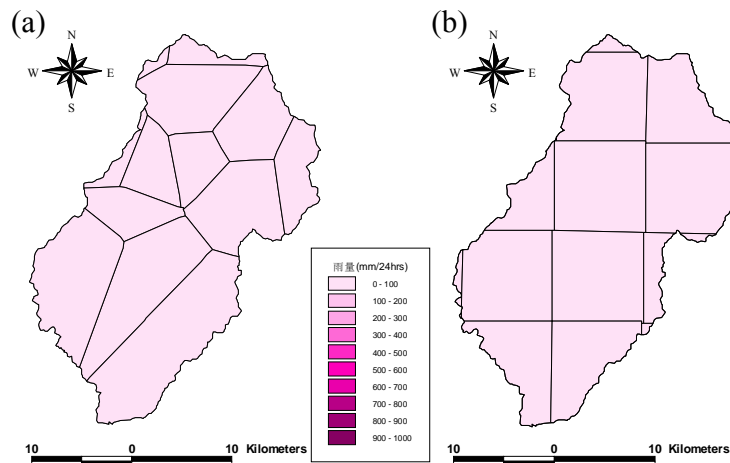 (a)
N
W E
S
(b)
N
W E
S
雨量(mm/24hrs)
0 - 100
100 - 200
200 - 300
300 - 400
400 - 500
500 - 600
600 - 700
700 - 800
800 - 900
900 - 1000
10 0 10 Kilometers
10 0 10 Kilometers